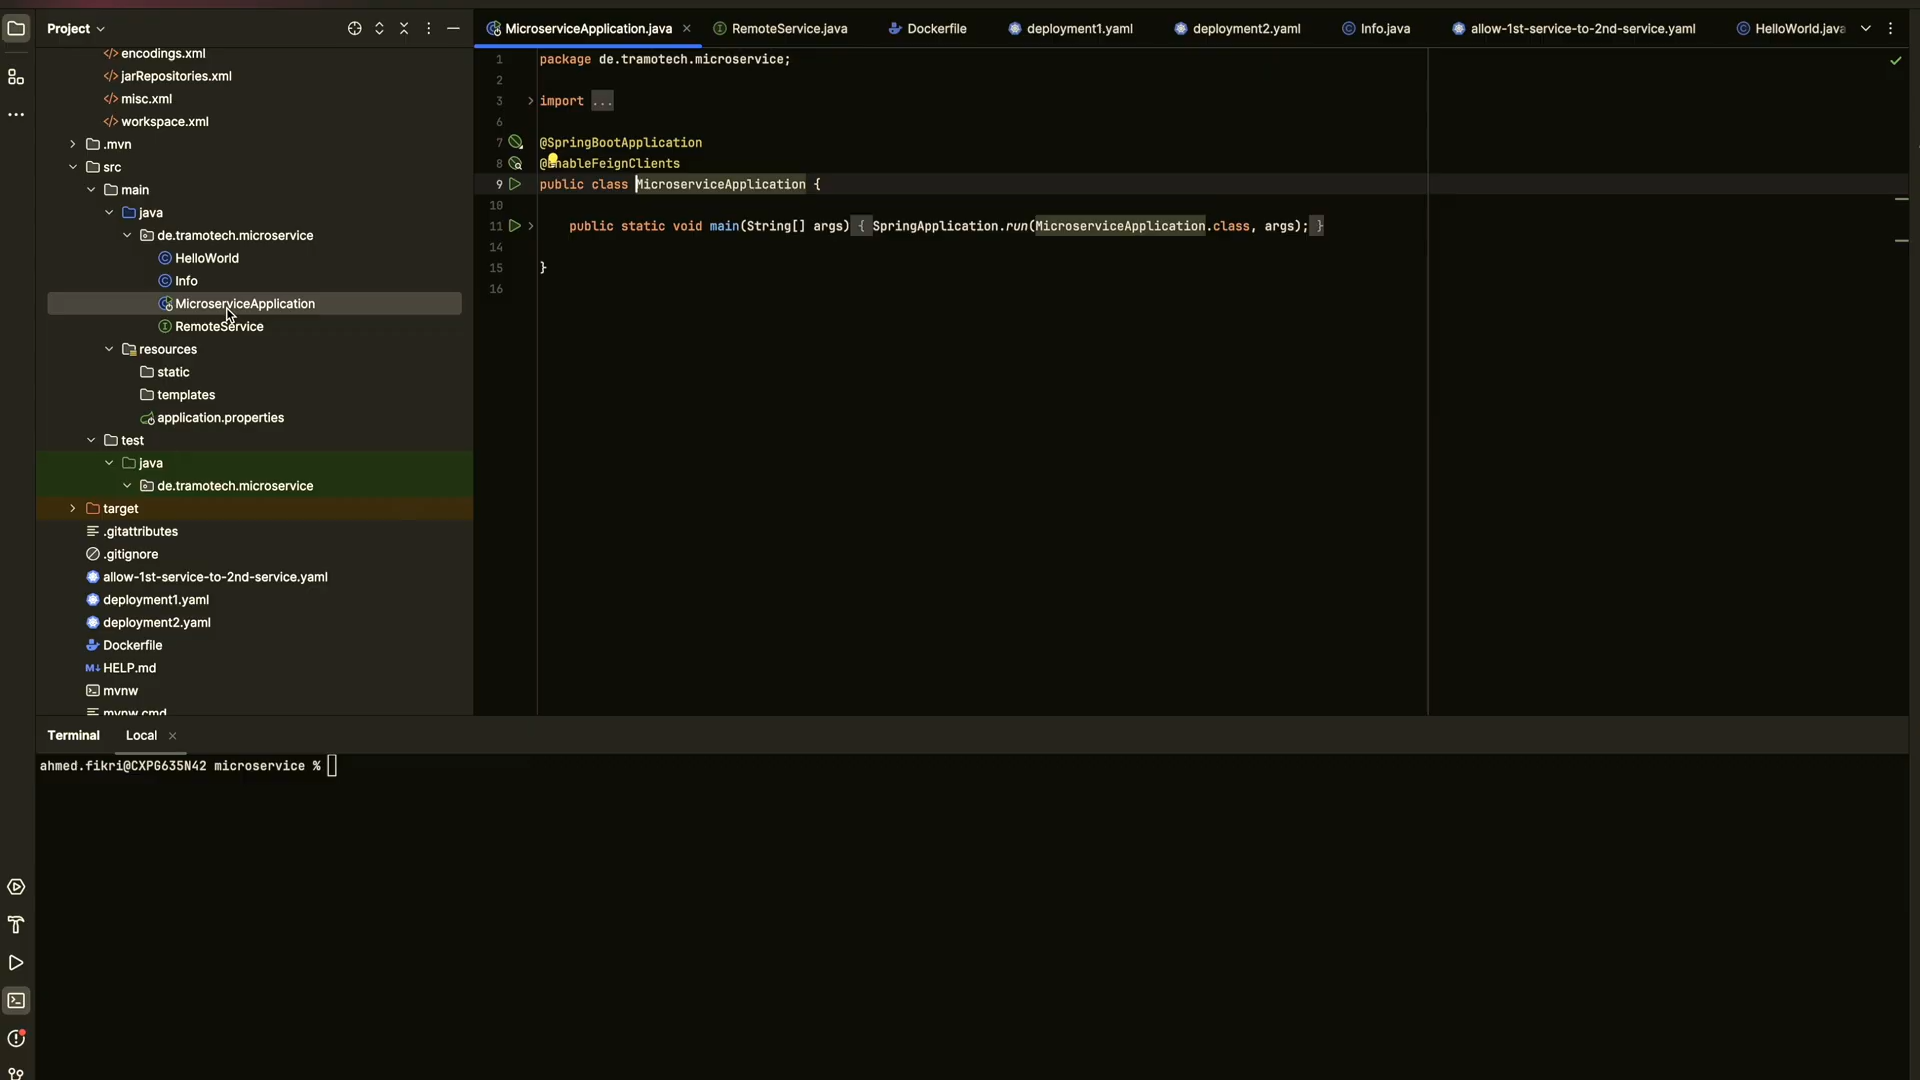 Project
MicroserviceApplication.java
RemoteService.java
Dockerfile
deployment1.yaml
deployment2.yaml
Info.java
allow-1st-service-to-2nd-service.yaml
HelloWorld.java
encodings.xml
jarRepositories.xml
misc.xml
workspace.xml
.mvn
src
main
java
de.tramotech.microservice
HelloWorld
Info
MicroserviceApplication
RemoteService
resources
static
templates
application.properties
test
java
de.tramotech.microservice
target
.gitattributes
.gitignore
allow-1st-service-to-2nd-service.yaml
deployment1.yaml
deployment2.yaml
Dockerfile
HELP.md
mvnw
mvnw.cmd
1 package de.tramotech.microservice;
2
3 import ...
6
7 @SpringBootApplication
8 @EnableFeignClients
9 public class MicroserviceApplication {
10
11 public static void main(String[] args) { SpringApplication.run(MicroserviceApplication.class, args); }
14
15 }
16
Terminal Local
ahmed.fikri@CXPG635N42 microservice %